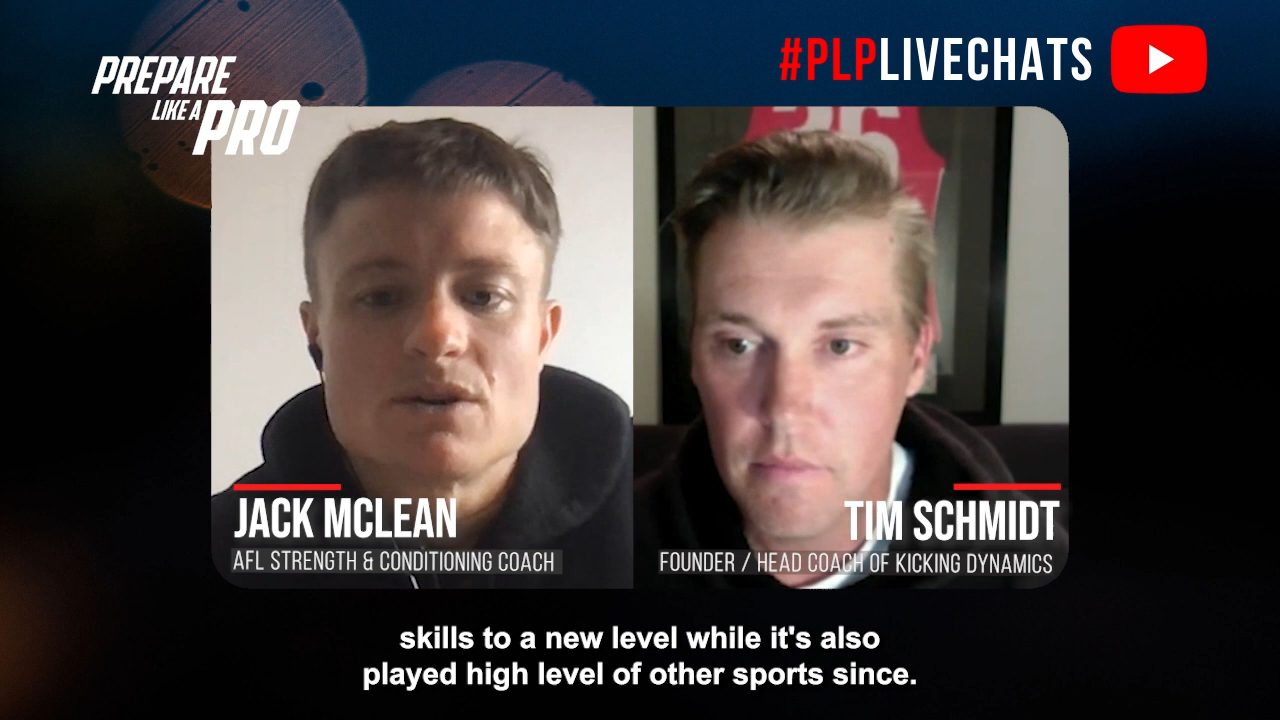 PREPARE
LIKE A
PRO
#PLPLIVECHATS
36
JACK MCLEAN
AFL STRENGTH & CONDITIONING COACH
TIM SCHMIDT
FOUNDER / HEAD COACH OF KICKING DYNAMICS
skills to a new level while it's also
played high level of other sports since.